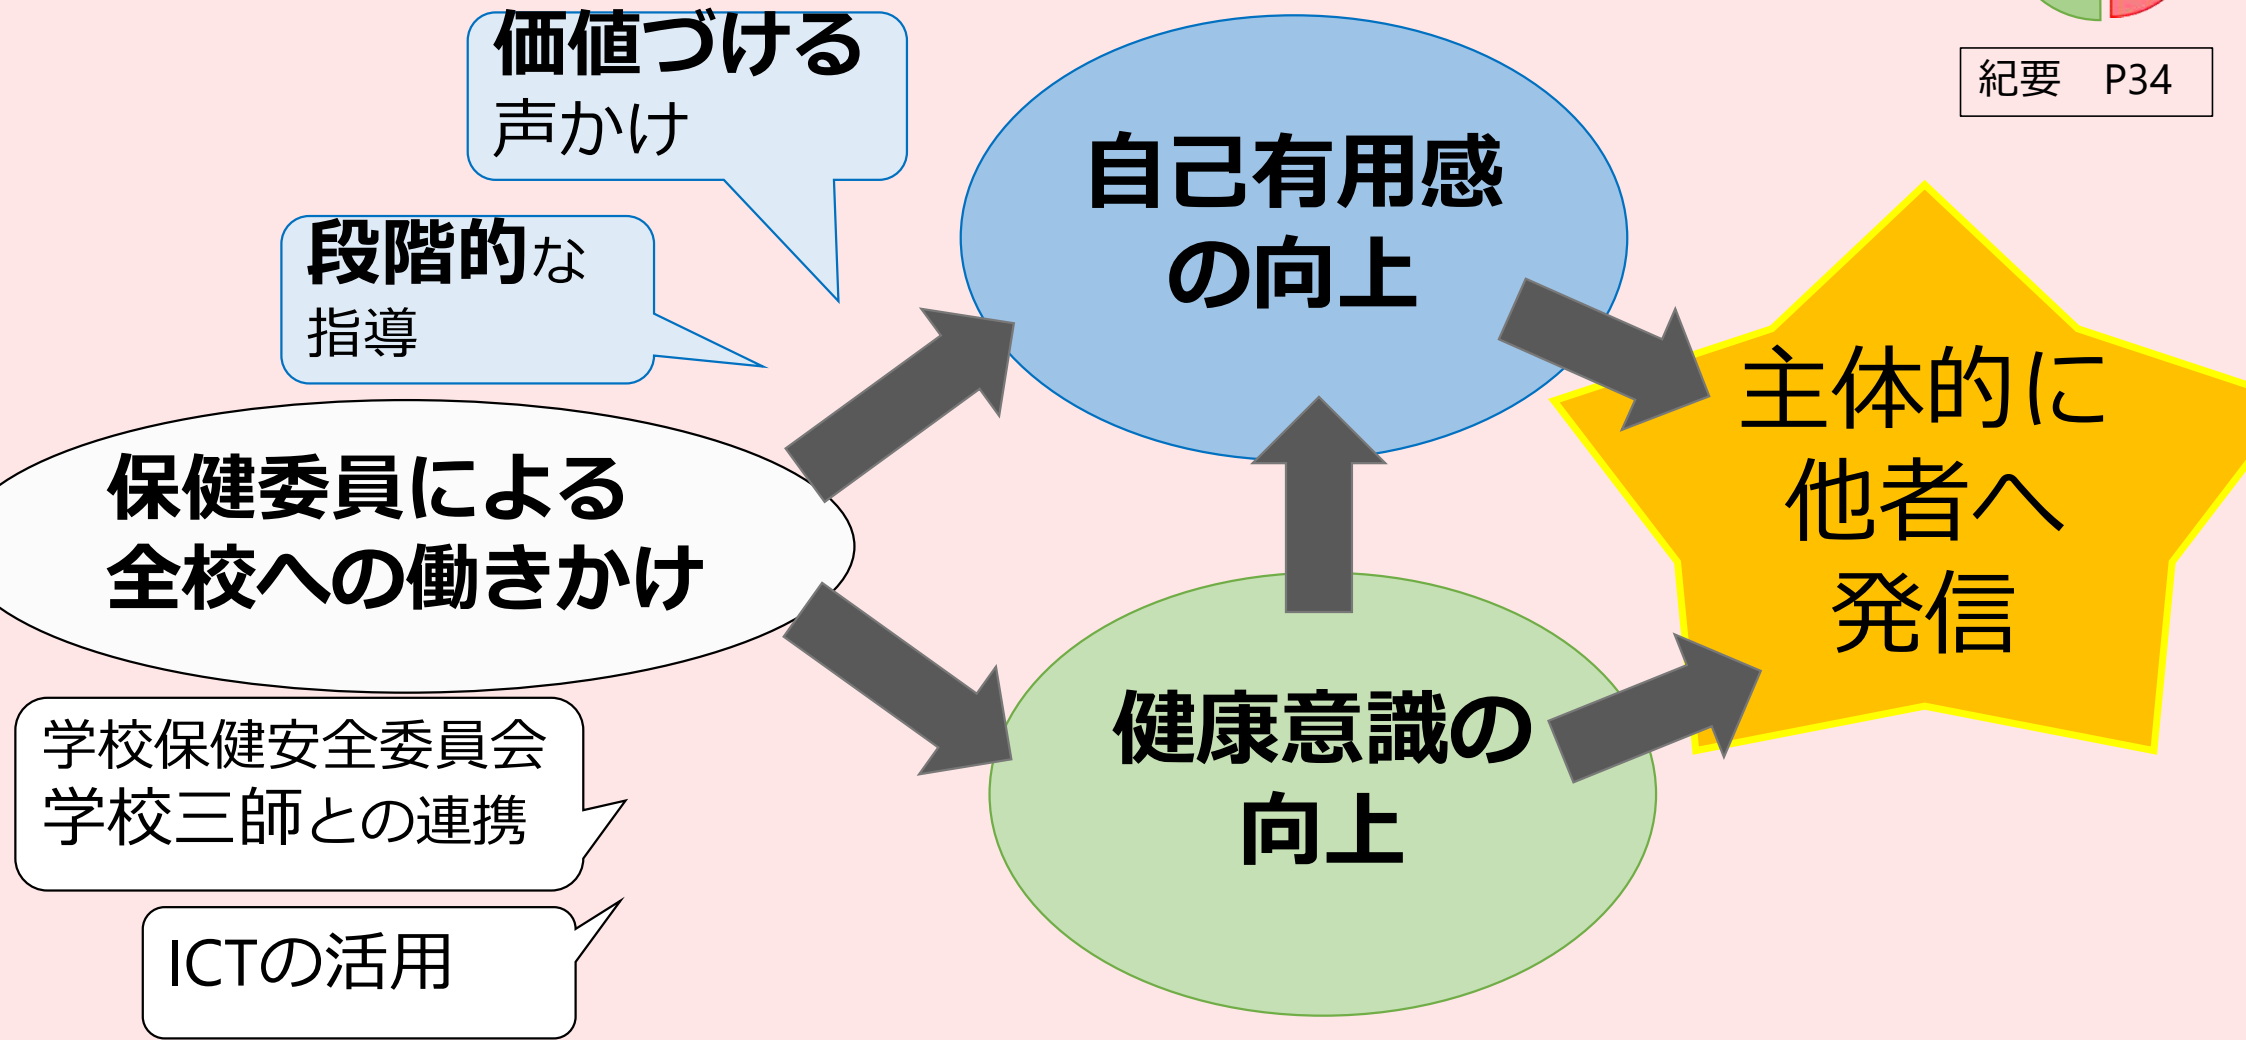 価値づける
声かけ
紀要　P34
段階的な
指導
自己有用感
の向上
主体的に
他者へ
発信
保健委員による
全校への働きかけ
学校保健安全委員会
学校三師との連携
健康意識の
向上
ICTの活用